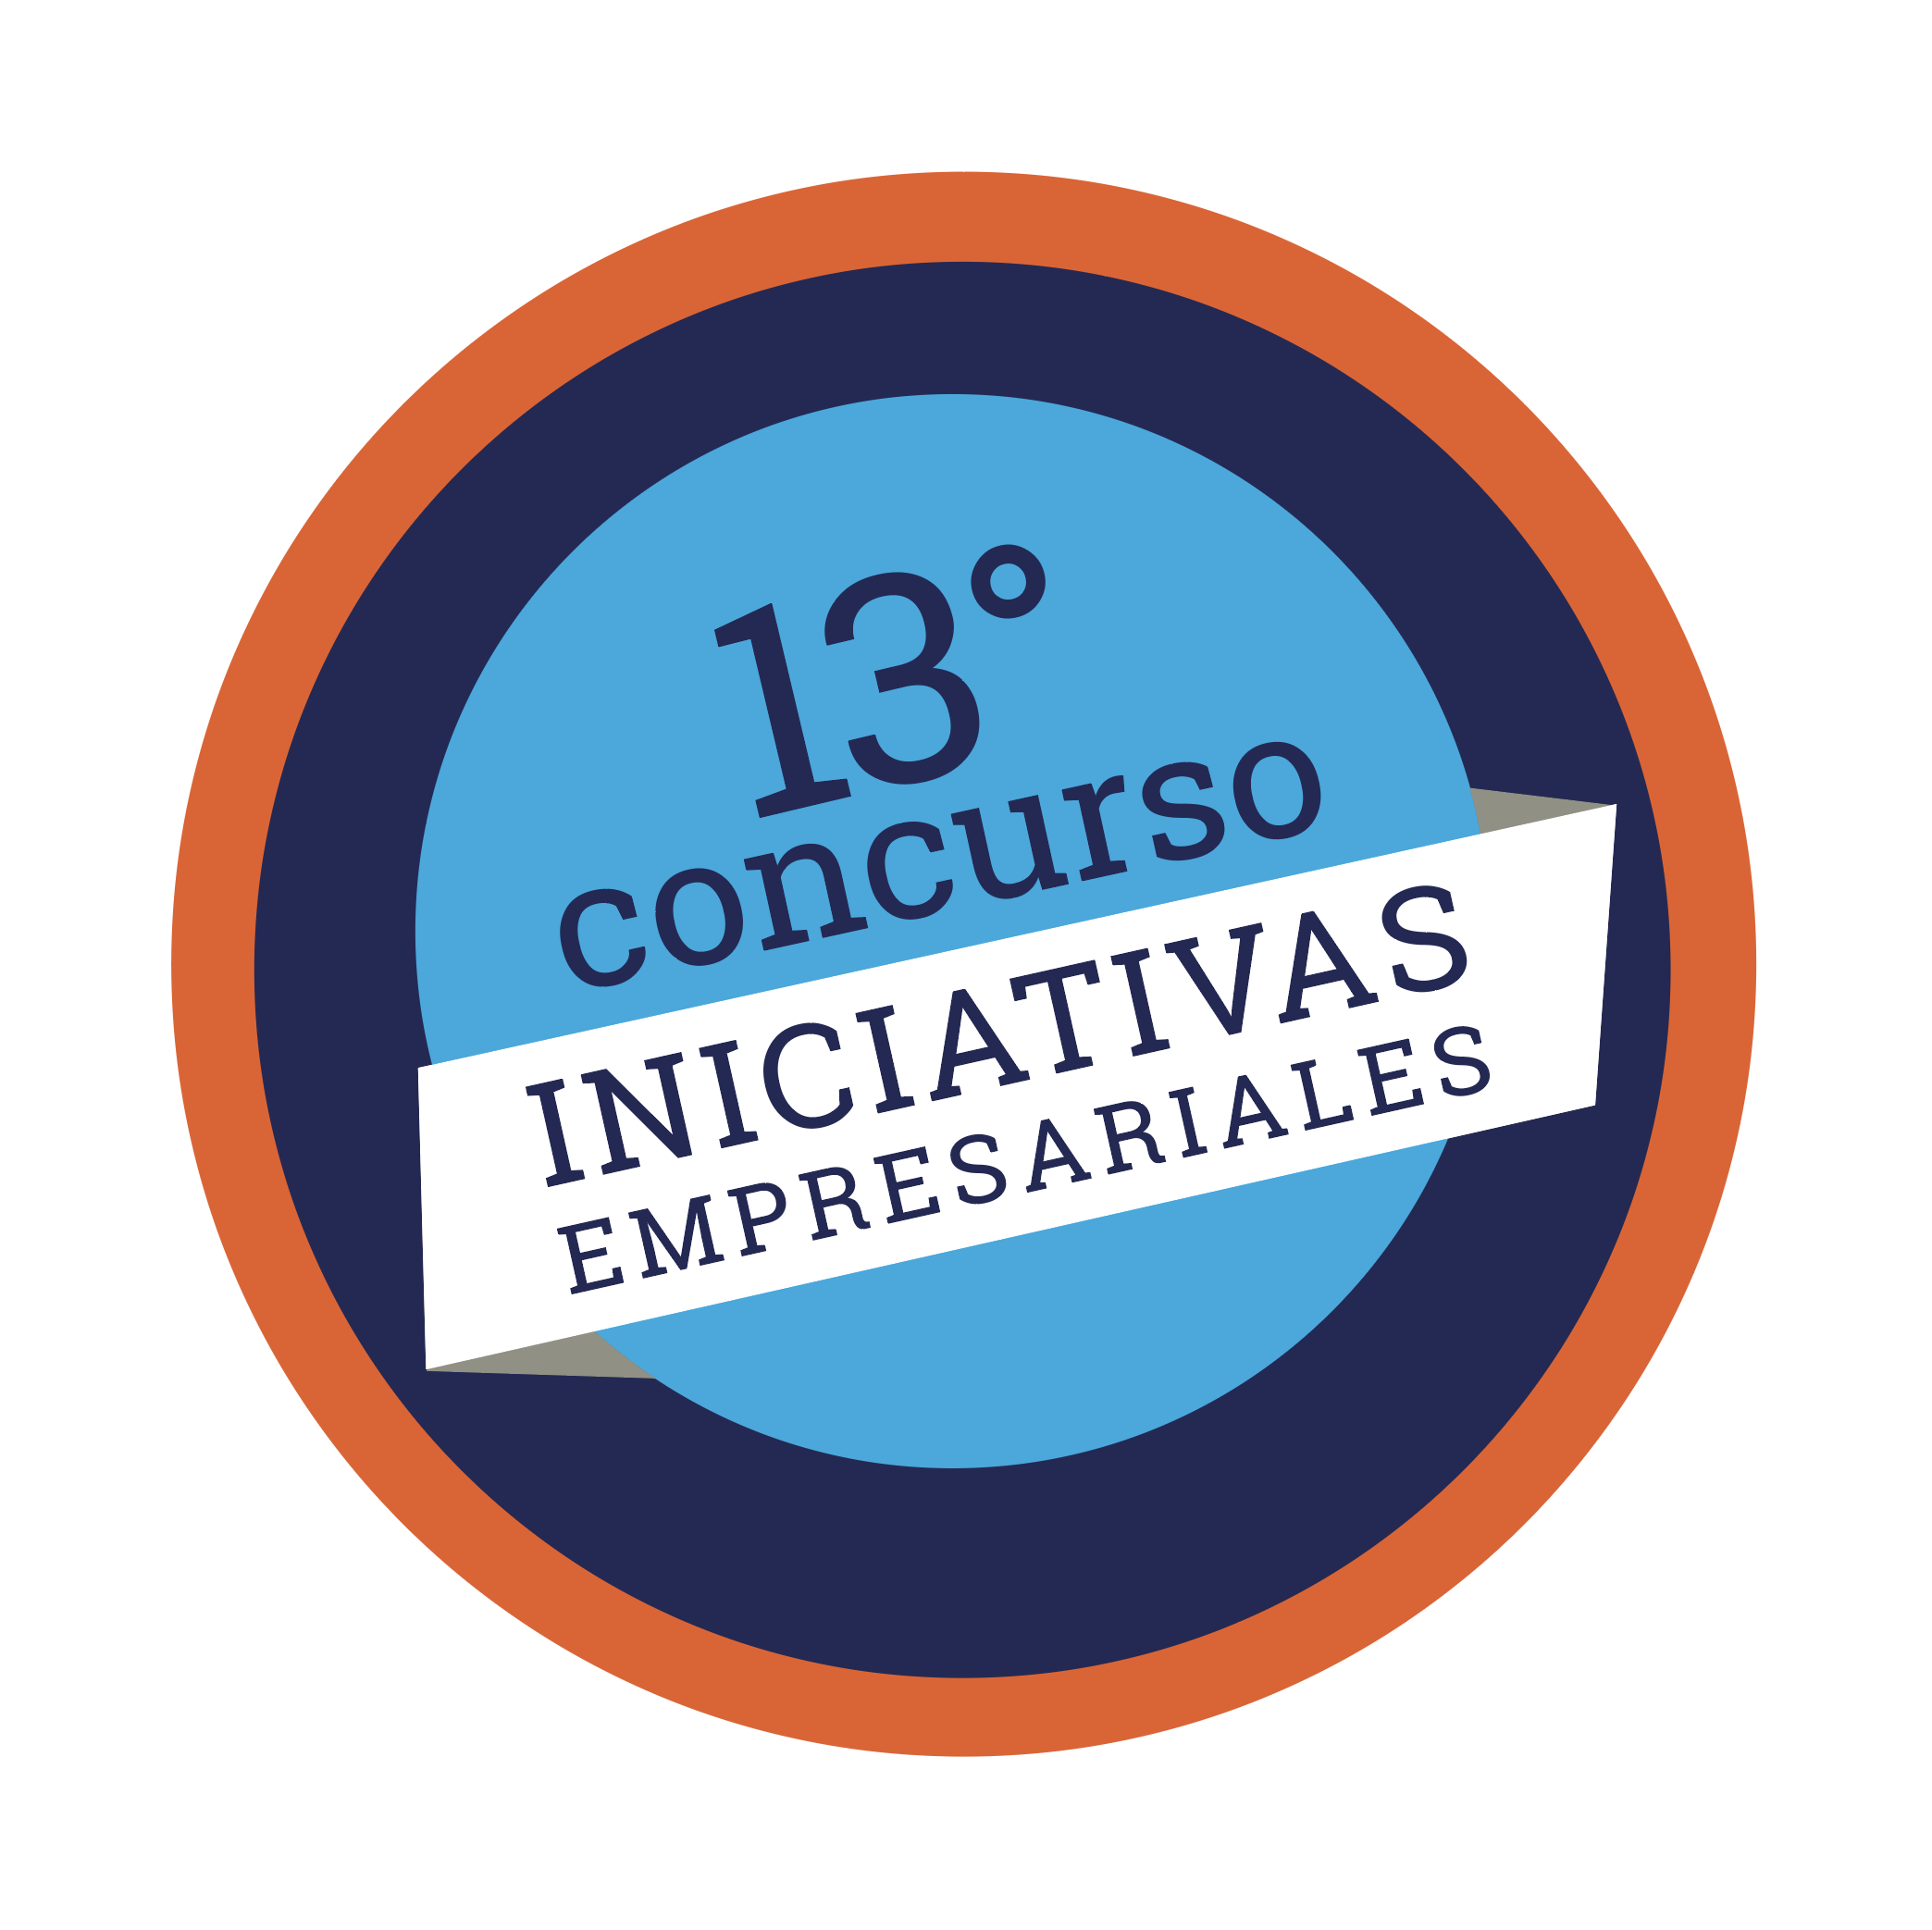 13°
concurso
INICIATIVAS
EMPRESARIALES